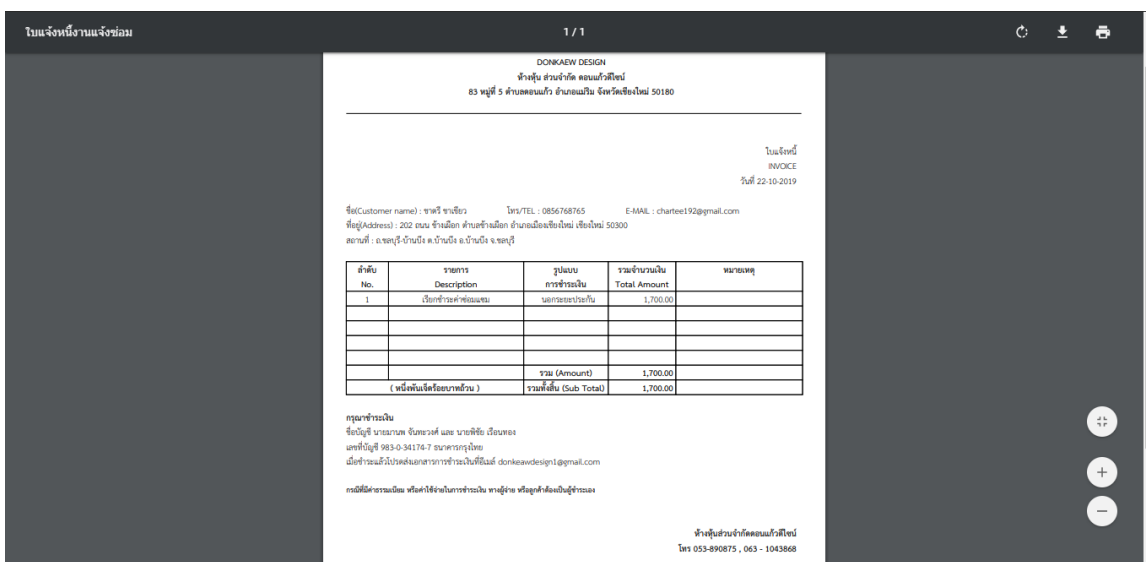 ใบแจ้งหนี้งานแจ้งซ่อม 1 / 1
DONKAEW DESIGN
ห้างหุ้น ส่วนจำกัด ดอนแก้วดีไซน์
83 หมู่ที่ 5 ตำบลดอนแก้ว อำเภอแม่ริม จังหวัดเชียงใหม่ 50180
ใบแจ้งหนี้
INVOICE
วันที่ 22-10-2019
ชื่อ(Customer name) : ชาตรี ชาเขียว โทร/TEL : 0856768765 E-MAIL : chartee192@gmail.com
ที่อยู่(Address) : 202 ถนน ช้างเผือก ตำบลช้างเผือก อำเภอเมืองเชียงใหม่ เชียงใหม่ 50300
สถานที่ : ถ.ชลบุรี-บ้านบึง ต.บ้านบึง อ.บ้านบึง จ.ชลบุรี
ลำดับ รายการ รูปแบบ รวมจำนวนเงิน หมายเหตุ
No. Description การชำระเงิน Total Amount
1 เรียกชำระค่าซ่อมแซม นอกระยะประกัน 1,700.00
รวม (Amount) 1,700.00
( หนึ่งพันเจ็ดร้อยบาทถ้วน ) รวมทั้งสิ้น (Sub Total) 1,700.00
กรุณาชำระเงิน
ชื่อบัญชี นายมานพ จันทะวงศ์ และ นายพิชัย เรือนทอง
เลขที่บัญชี 983-0-34174-7 ธนาคารกรุงไทย
เมื่อชำระแล้วโปรดส่งเอกสารการชำระเงินที่อีเมล์ donkeawdesign1@gmail.com
กรณีที่มีค่าธรรมเนียม หรือค่าใช้จ่ายในการชำระเงิน ทางผู้จ่าย หรือลูกค้าต้องเป็นผู้ชำระเอง
ห้างหุ้นส่วนจำกัดดอนแก้วดีไซน์
โทร 053-890875 , 063 - 1043868